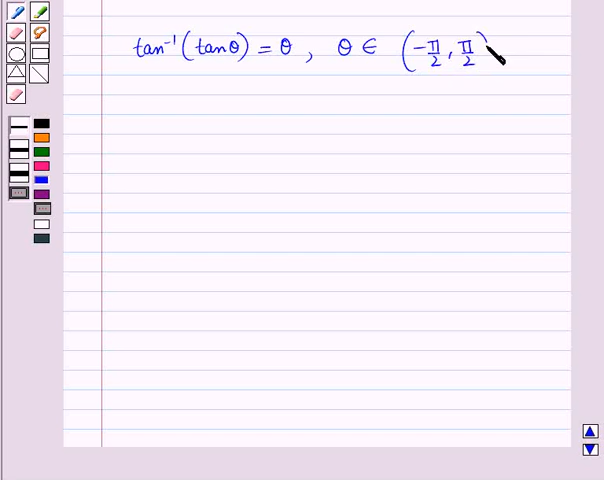 tan⁻¹(tanθ) = θ , θ ∈ (-π/2, π/2)